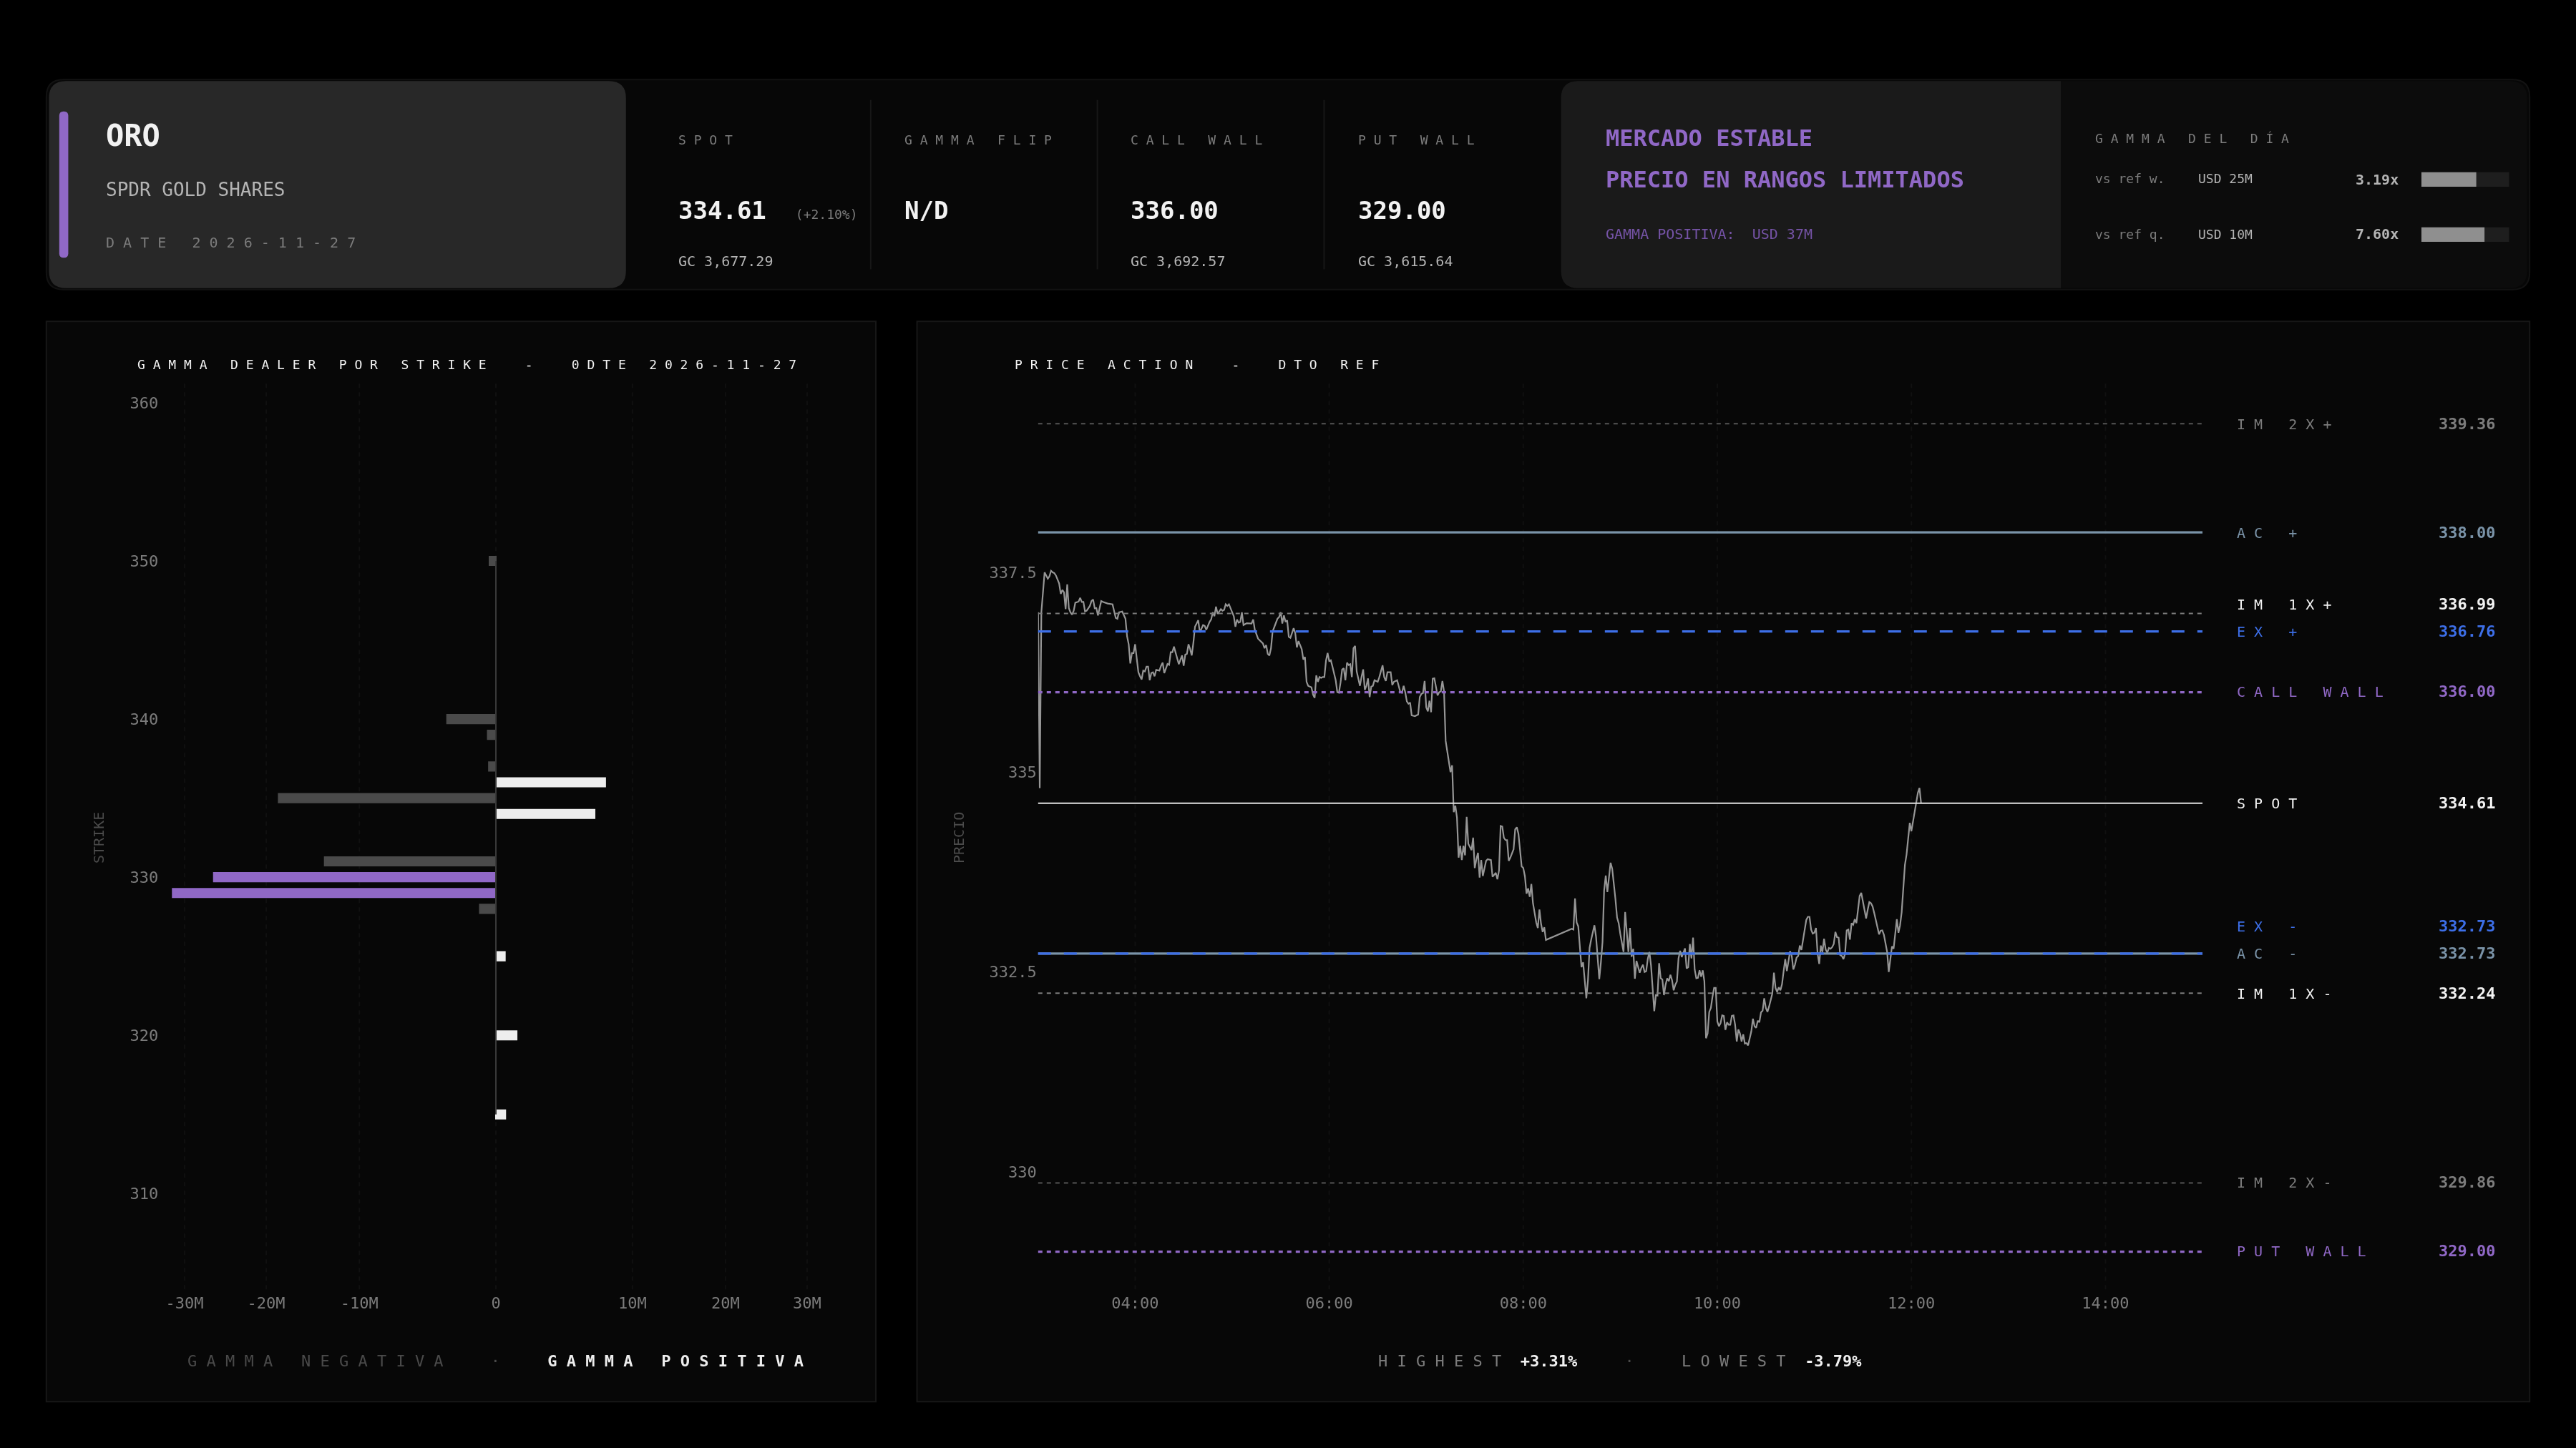 ORO
SPDR GOLD SHARES
DATE 2026-11-27
SPOT
334.61 (+2.10%)
GC 3,677.29
GAMMA FLIP
N/D
CALL WALL
336.00
GC 3,692.57
PUT WALL
329.00
GC 3,615.64
MERCADO ESTABLE
PRECIO EN RANGOS LIMITADOS
GAMMA POSITIVA: USD 37M
GAMMA DEL DÍA
vs ref w. USD 25M 3.19x
vs ref q. USD 10M 7.60x
GAMMA DEALER POR STRIKE - 0DTE 2026-11-27
360
350
340
330
320
310
STRIKE
-30M -20M -10M 0 10M 20M 30M
GAMMA NEGATIVA · GAMMA POSITIVA
PRICE ACTION - DTO REF
337.5
335
332.5
330
PRECIO
IM 2X+ 339.36
AC + 338.00
IM 1X+ 336.99
EX + 336.76
CALL WALL 336.00
SPOT 334.61
EX - 332.73
AC - 332.73
IM 1X- 332.24
IM 2X- 329.86
PUT WALL 329.00
04:00 06:00 08:00 10:00 12:00 14:00
HIGHEST +3.31% · LOWEST -3.79%